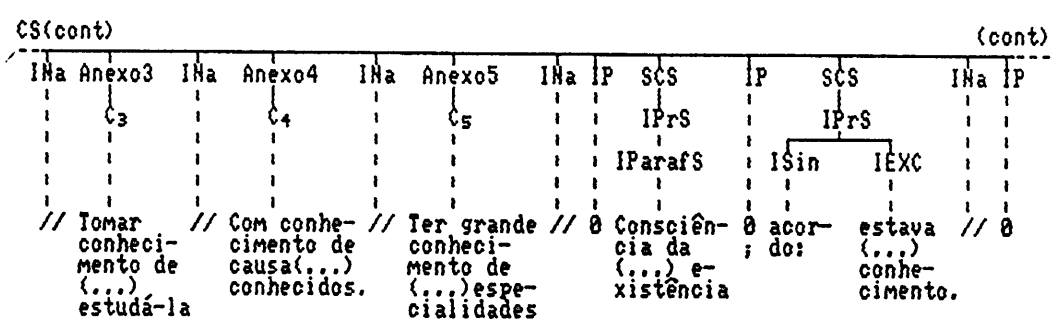 CS(cont) (cont)
INa Anexo3 INa Anexo4 INa Anexo5 INa IP SCS IP SCS INa IP
C3 C4 C5 IPrS IPrS
IParafS ISin IEXC
// Tomar // Com conhe- // Ter grande // 0 Consciên- 0 acor- estava // 0
conheci- cimento de conheci- cia da ; do: (...)
mento de causa(...) mento de (...) e- conhe-
(...) conhecidos. (...)espe- xistência cimento.
estudá-la cialidades